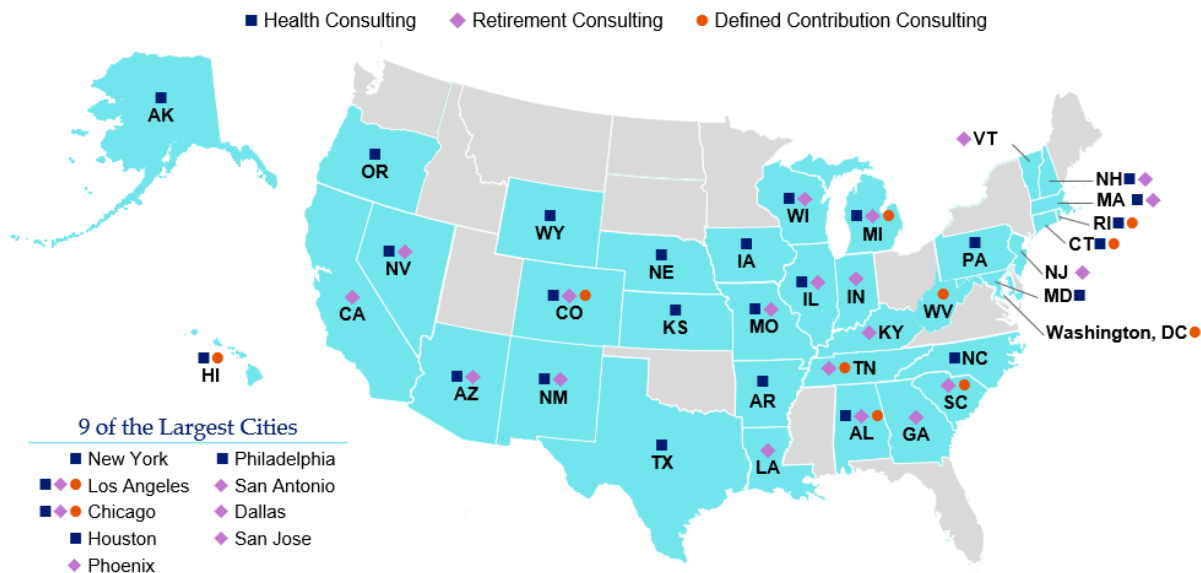 Health Consulting Retirement Consulting Defined Contribution Consulting
AK
OR
VT
NH
MA
RI
CT
WI
MI
WY
NV
NE
IA
PA
NJ
MD
CA
CO
KS
MO
IL
IN
WV
KY
Washington, DC
HI
AZ
NM
AR
TN
NC
SC
TX
LA
AL
GA
9 of the Largest Cities
New York Philadelphia
Los Angeles San Antonio
Chicago Dallas
Houston San Jose
Phoenix